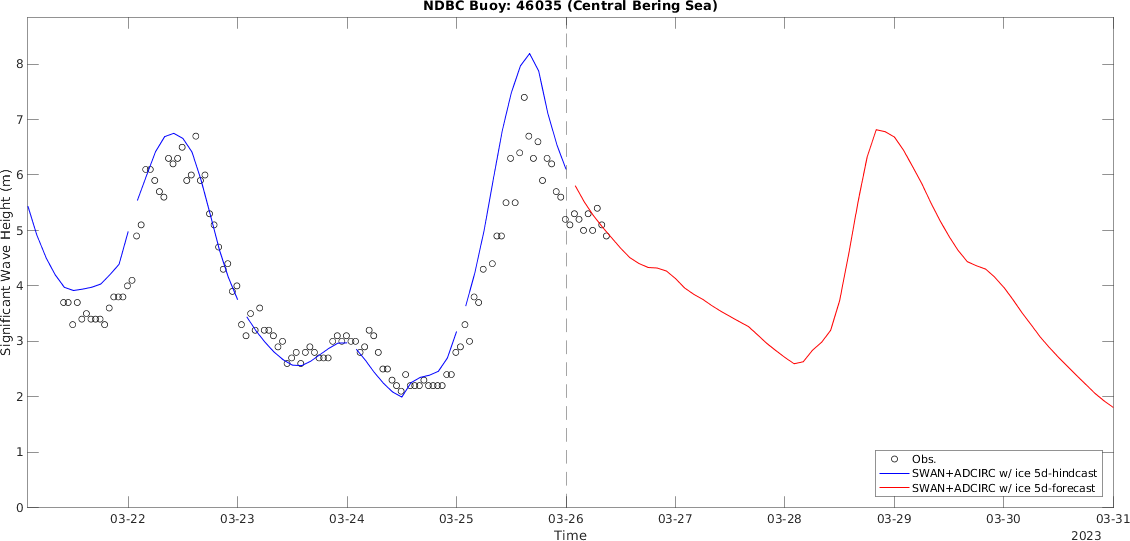 NDBC Buoy: 46035 (Central Bering Sea)
8
7
6
5
4
3
2
1
0
Significant Wave Height (m)
Obs.
SWAN+ADCIRC w/ ice 5d-hindcast
SWAN+ADCIRC w/ ice 5d-forecast
03-22 03-23 03-24 03-25 03-26 03-27 03-28 03-29 03-30 03-31
Time
2023